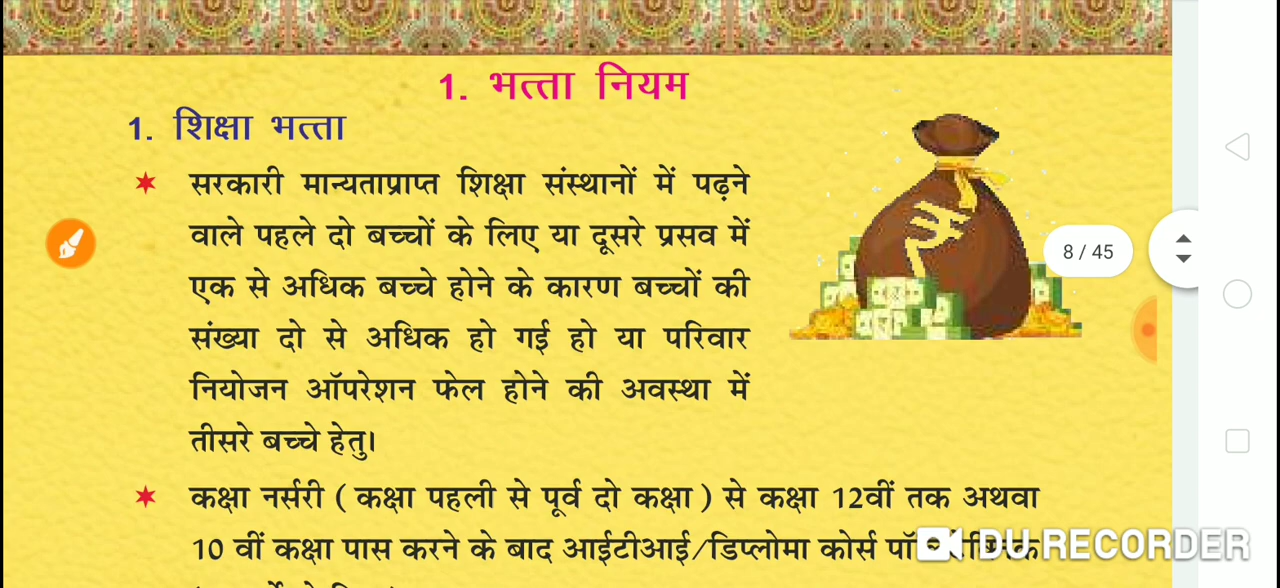 1. भत्ता नियम
1. शिक्षा भत्ता
सरकारी मान्यताप्राप्त शिक्षा संस्थानों में पढ़ने
वाले पहले दो बच्चों के लिए या दूसरे प्रसव में
एक से अधिक बच्चे होने के कारण बच्चों की
संख्या दो से अधिक हो गई हो या परिवार
नियोजन ऑपरेशन फेल होने की अवस्था में
तीसरे बच्चे हेतु।
8 / 45
कक्षा नर्सरी ( कक्षा पहली से पूर्व दो कक्षा ) से कक्षा 12वीं तक अथवा
10 वीं कक्षा पास करने के बाद आईटीआई/डिप्लोमा कोर्स
DU RECORDER